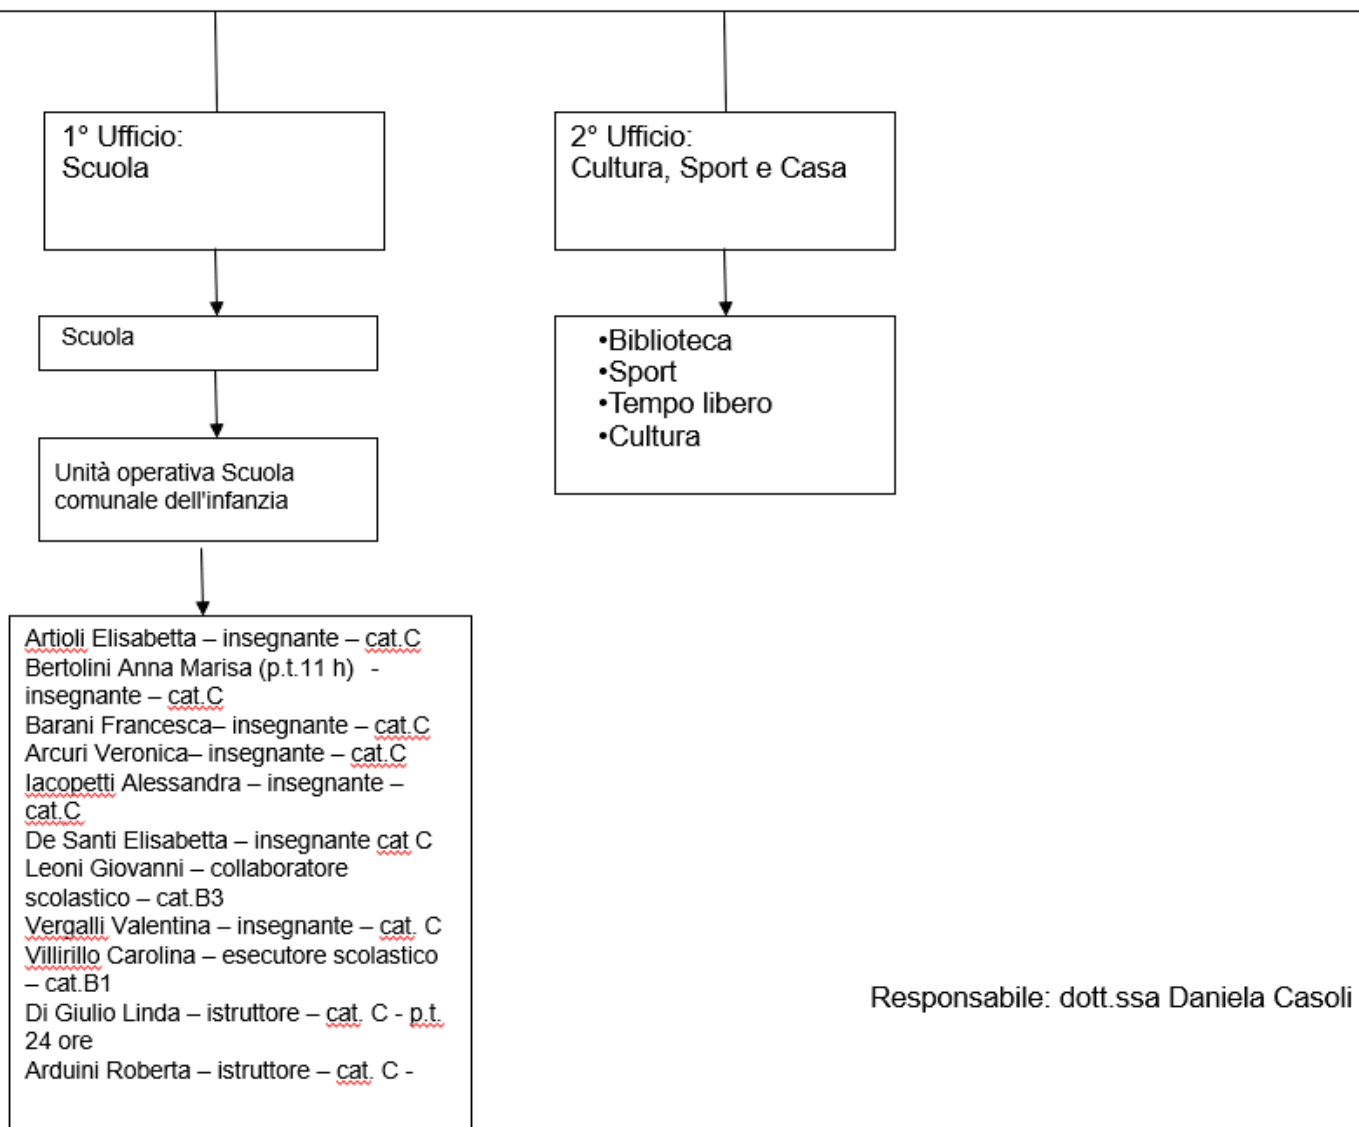 1° Ufficio:
Scuola
2° Ufficio:
Cultura, Sport e Casa
Scuola
•Biblioteca
•Sport
•Tempo libero
•Cultura
Unità operativa Scuola
comunale dell'infanzia
Artioli Elisabetta – insegnante – cat.C
Bertolini Anna Marisa (p.t.11 h) -
insegnante – cat.C
Barani Francesca– insegnante – cat.C
Arcuri Veronica– insegnante – cat.C
Iacopetti Alessandra – insegnante –
cat.C
De Santi Elisabetta – insegnante cat C
Leoni Giovanni – collaboratore
scolastico – cat.B3
Vergalli Valentina – insegnante – cat. C
Villirillo Carolina – esecutore scolastico
– cat.B1
Di Giulio Linda – istruttore – cat. C - p.t.
24 ore
Arduini Roberta – istruttore – cat. C -
Responsabile: dott.ssa Daniela Casoli